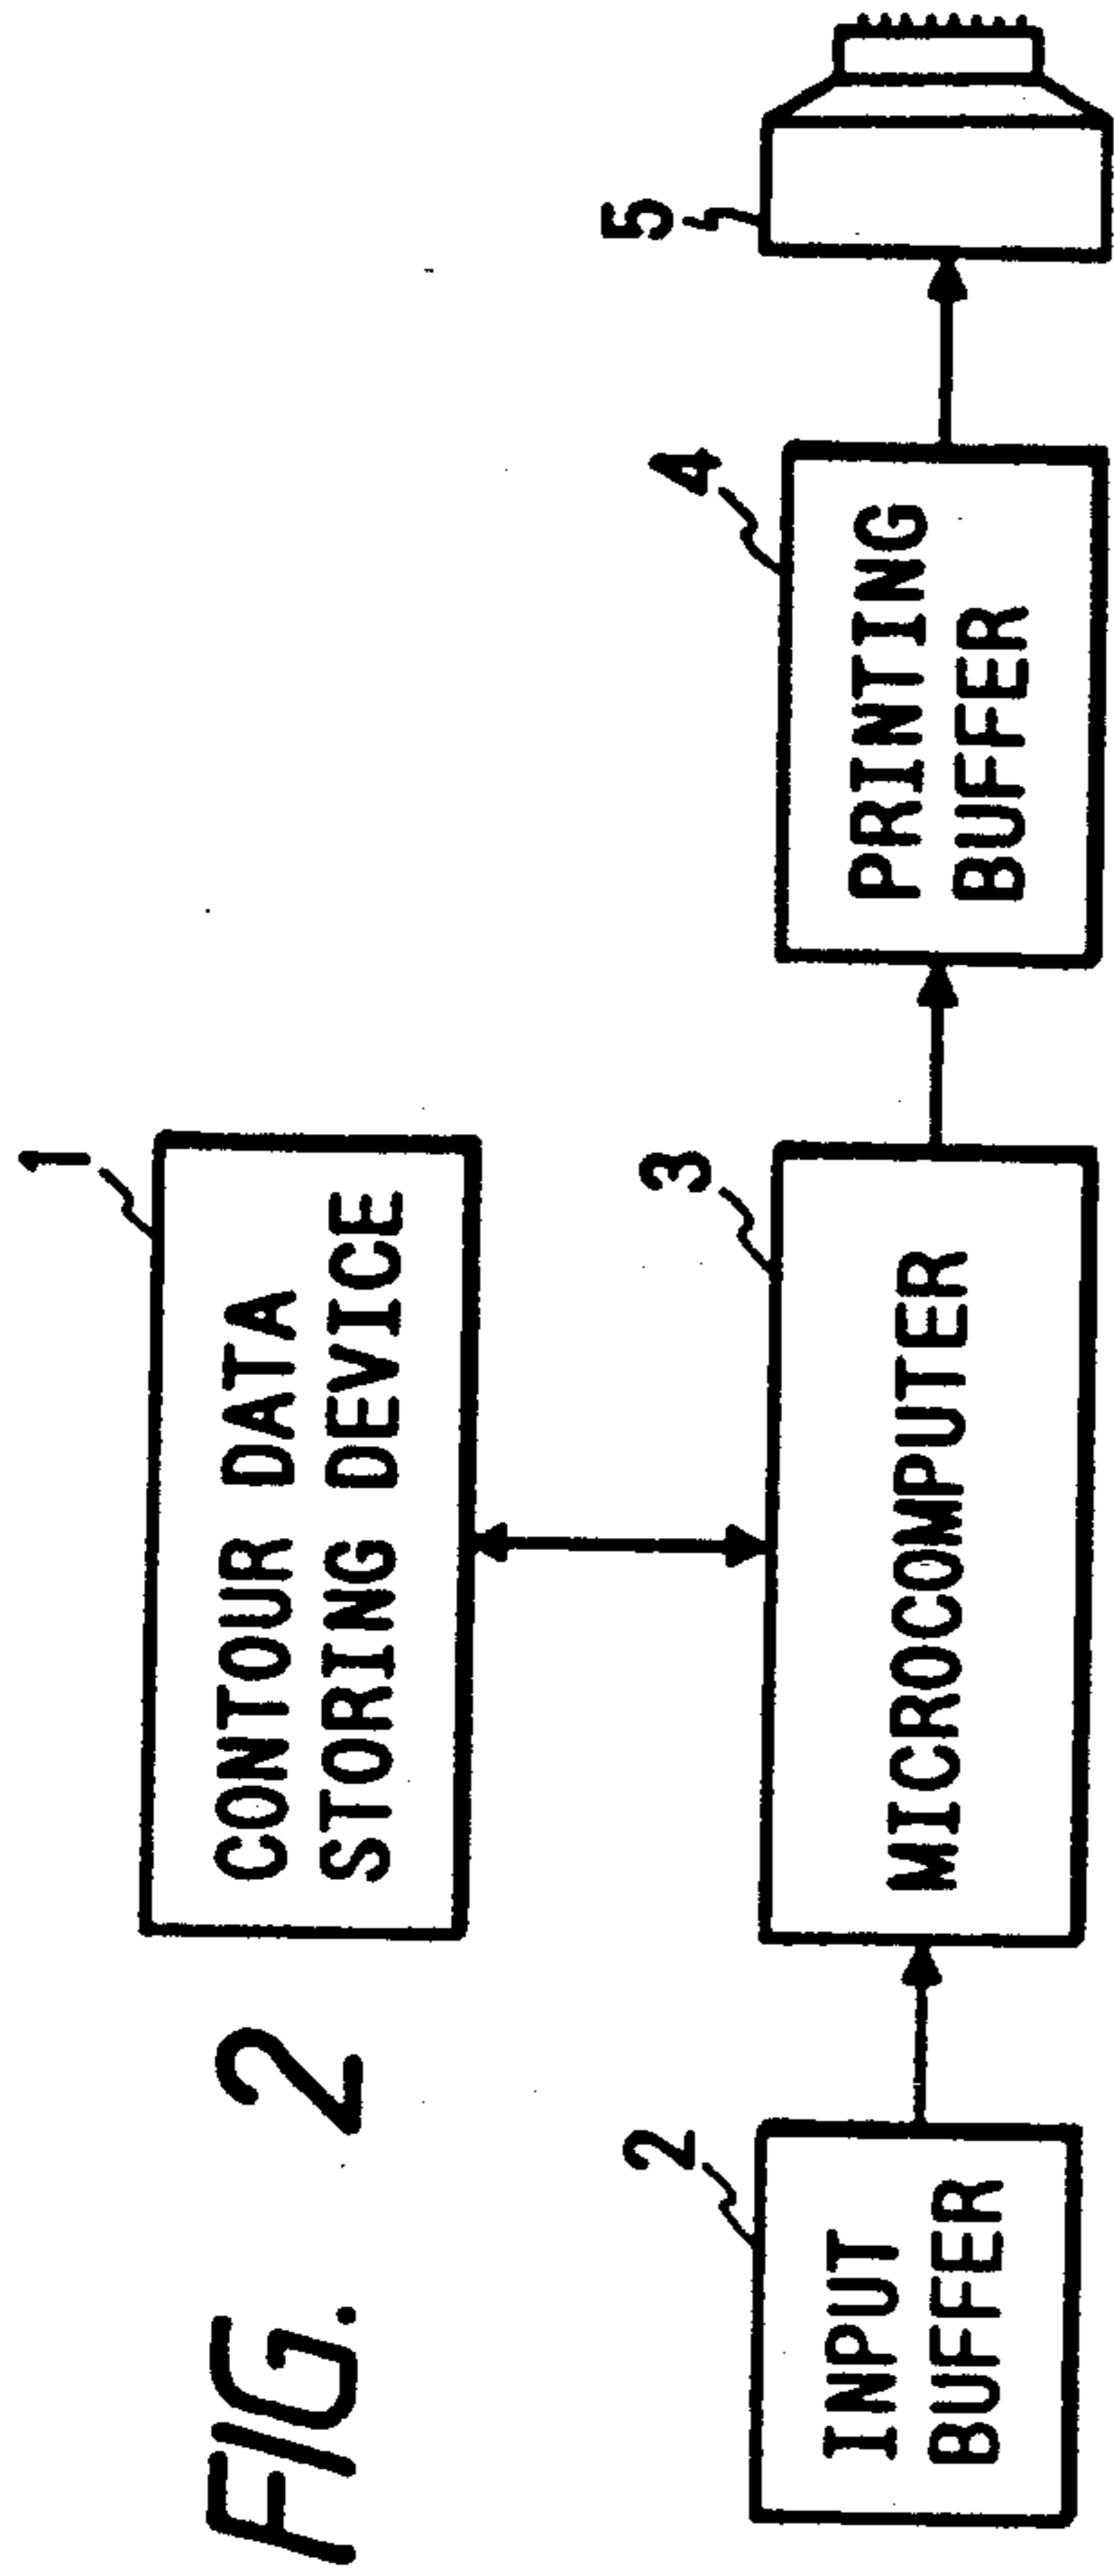 FIG. 2
1
CONTOUR DATA
STORING DEVICE
2
INPUT
BUFFER
3
MICROCOMPUTER
4
PRINTING
BUFFER
5